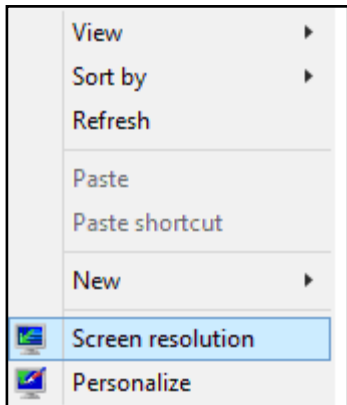 View
Sort by
Refresh
Paste
Paste shortcut
New
Screen resolution
Personalize